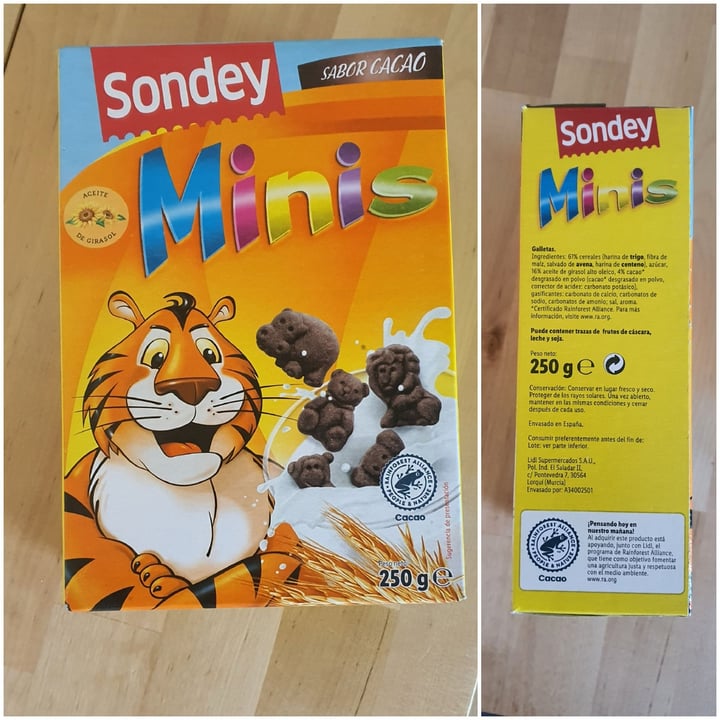 Sondey
SABOR CACAO
Minis
ACEITE
DE GIRASOL
RAINFOREST ALLIANCE
PEOPLE & NATURE
Cacao
Sugerencia de presentación
Peso neto:
250 g ℮
Sondey
Minis
Galletas.
Ingredientes: 61% cereales (harina de trigo, fibra de
maíz, salvado de avena, harina de centeno), azúcar,
16% aceite de girasol alto oleico, 4% cacao*
desgrasado en polvo (cacao* desgrasado en polvo,
corrector de acidez: carbonato potásico),
gasificantes: carbonato de calcio, carbonatos de
sodio, carbonatos de amonio; sal, aroma.
*Certificado Rainforest Alliance. Para más
información, visite www.ra.org.
Puede contener trazas de frutos de cáscara,
leche y soja.
Peso neto:
250 g ℮
Conservación: Conservar en lugar fresco y seco.
Proteger de los rayos solares. Una vez abierto,
mantener en las mismas condiciones y cerrar
después de cada uso.
Envasado en España.
Consumir preferentemente antes del fin de:
Lote: ver parte inferior.
Lidl Supermercados S.A.U.,
Pol. Ind. El Saladar II,
c/ Pontevedra 7, 30564
Lorquí (Murcia)
Envasado por: A34002501
RAINFOREST ALLIANCE
PEOPLE & NATURE
Cacao
¡Pensando hoy en
nuestro mañana!
Al adquirir este producto está
apoyando, junto con Lidl, el
programa de Rainforest Alliance,
que tiene como objetivo fomentar
una agricultura justa y respetuosa
con el medio ambiente.
www.ra.org